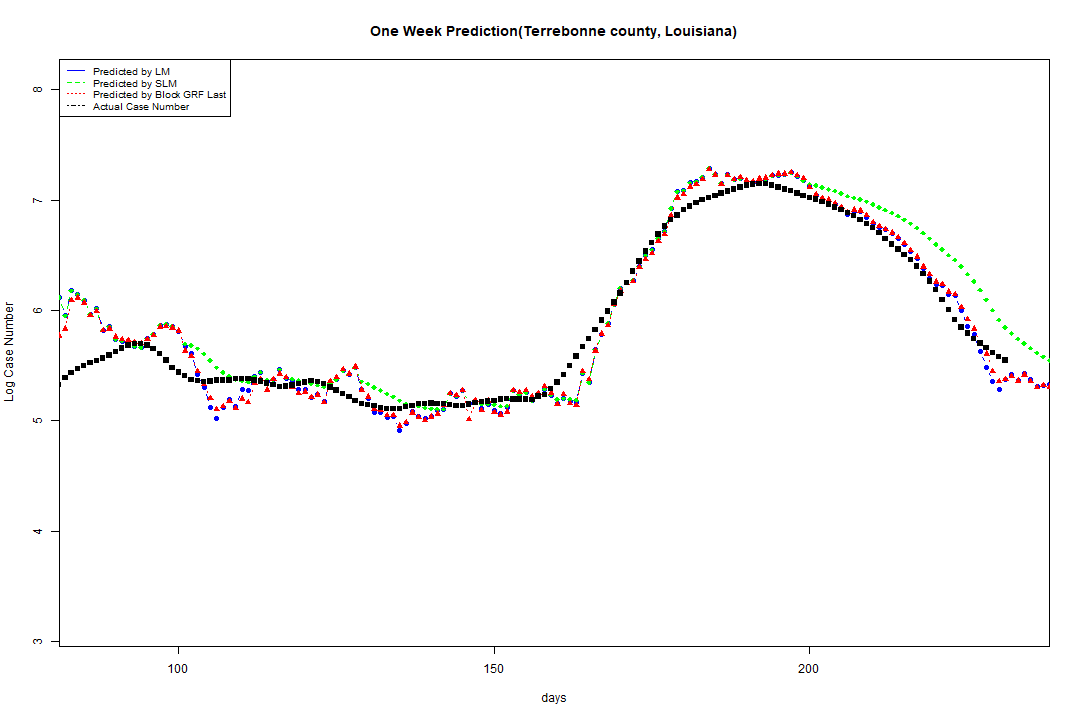 One Week Prediction(Terrebonne county, Louisiana)
Predicted by LM
Predicted by SLM
Predicted by Block GRF Last
Actual Case Number
8
7
6
5
4
3
Log Case Number
100
150
200
days